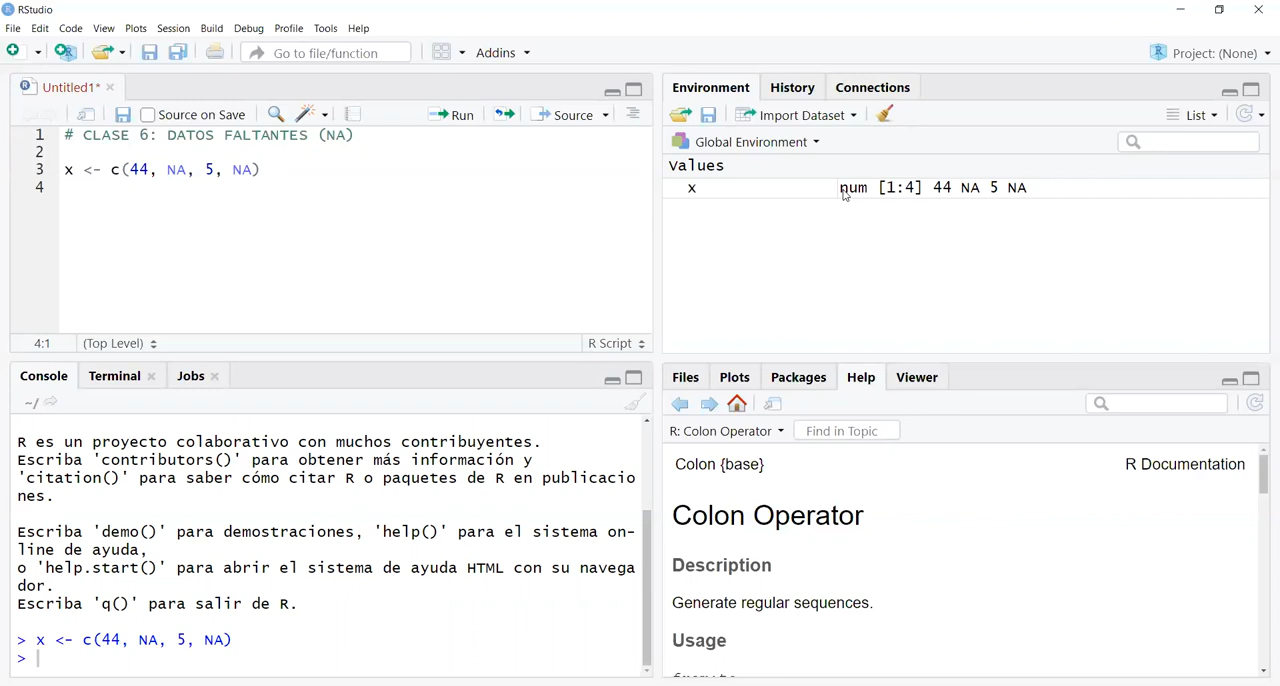 RStudio
File Edit Code View Plots Session Build Debug Profile Tools Help
Go to file/function Addins Project: (None)
Untitled1*
Source on Save Run Source
1 # CLASE 6: DATOS FALTANTES (NA)
2
3 x <- c(44, NA, 5, NA)
4
4:1 (Top Level) R Script
Console Terminal Jobs
~/
R es un proyecto colaborativo con muchos contribuyentes.
Escriba 'contributors()' para obtener más información y
'citation()' para saber cómo citar R o paquetes de R en publicacio
nes.
Escriba 'demo()' para demostraciones, 'help()' para el sistema on-
line de ayuda,
o 'help.start()' para abrir el sistema de ayuda HTML con su navega
dor.
Escriba 'q()' para salir de R.
> x <- c(44, NA, 5, NA)
>
Environment History Connections
Import Dataset List
Global Environment
Values
x num [1:4] 44 NA 5 NA
Files Plots Packages Help Viewer
R: Colon Operator Find in Topic
Colon {base} R Documentation
Colon Operator
Description
Generate regular sequences.
Usage